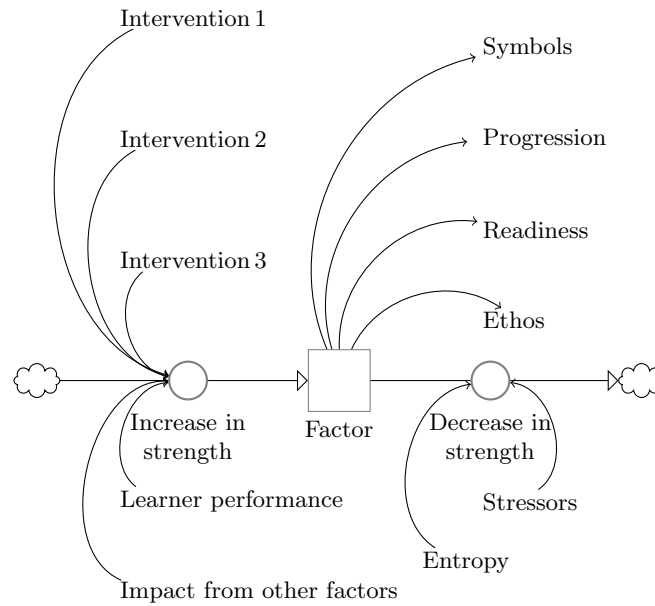 Intervention 1
Symbols
Intervention 2
Progression
Intervention 3
Readiness
Ethos
Increase in
strength
Factor
Decrease in
strength
Learner performance
Stressors
Entropy
Impact from other factors